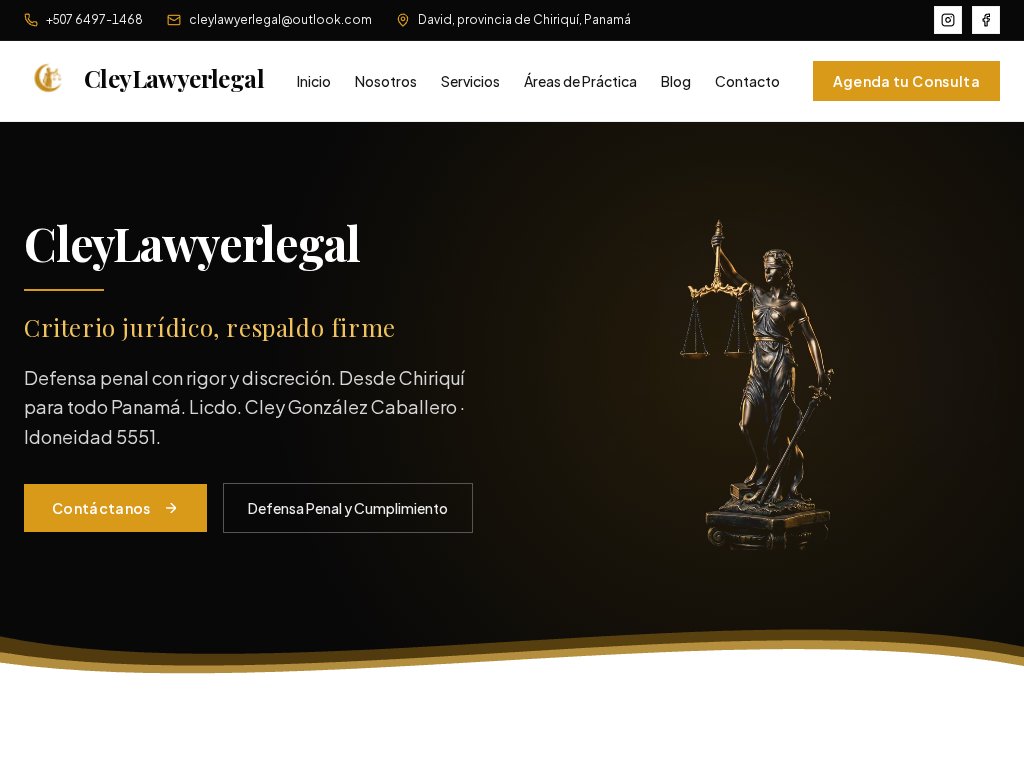 +507 6497-1468
cleylawyerlegal@outlook.com
David, provincia de Chiriquí, Panamá
CleyLawyerlegal
Inicio
Nosotros
Servicios
Áreas de Práctica
Blog
Contacto
Agenda tu Consulta
CleyLawyerlegal
Criterio jurídico, respaldo firme
Defensa penal con rigor y discreción. Desde Chiriquí
para todo Panamá. Licdo. Cley González Caballero ·
Idoneidad 5551.
Contáctanos
Defensa Penal y Cumplimiento